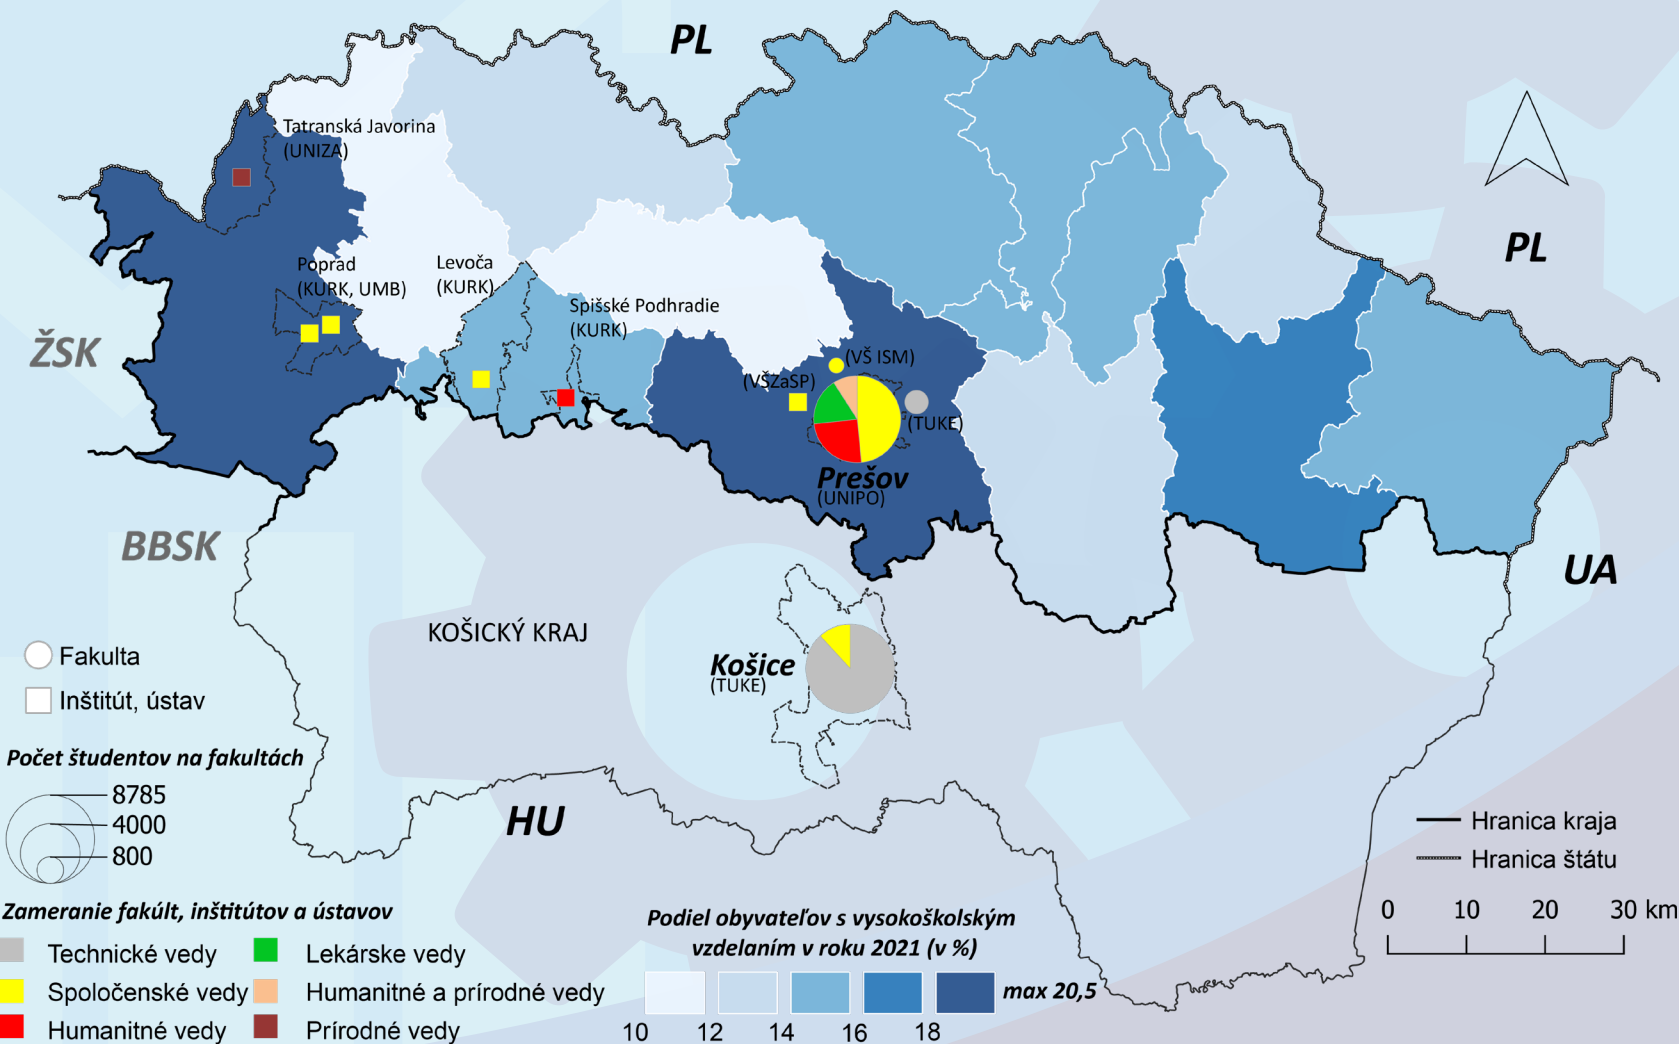 PL
Tatranská Javorina
(UNIZA)
PL
Poprad
(KURK, UMB)
Levoča
(KURK)
Spišské Podhradie
(KURK)
ŽSK
(VŠ ISM)
(VŠZaSP)
(TUKE)
Prešov
(UNIPO)
BBSK
UA
KOŠICKÝ KRAJ
Košice
(TUKE)
HU
Fakulta
Inštitút, ústav
Počet študentov na fakultách
8785
4000
800
Zameranie fakúlt, inštitútov a ústavov
Technické vedy
Spoločenské vedy
Humanitné vedy
Lekárske vedy
Humanitné a prírodné vedy
Prírodné vedy
Podiel obyvateľov s vysokoškolským
vzdelaním v roku 2021 (v %)
max 20,5
10 12 14 16 18
Hranica kraja
Hranica štátu
0 10 20 30 km